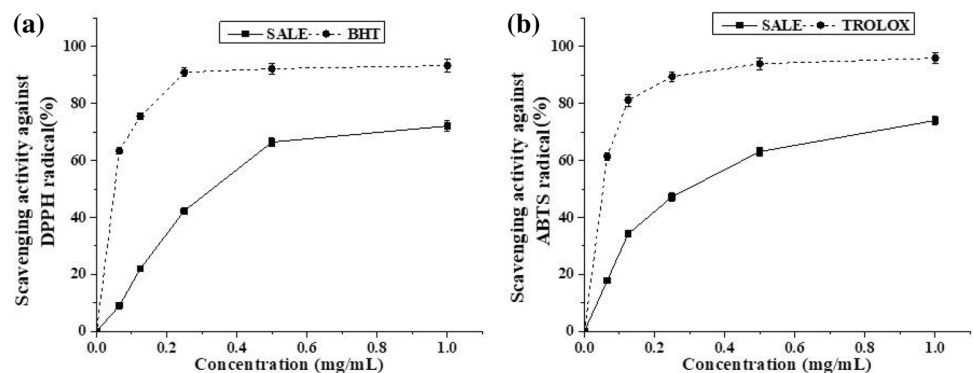 (a)
SALE BHT
Scavenging activity against
DPPH radical(%)
100
80
60
40
20
0
0.0 0.2 0.4 0.6 0.8 1.0
Concentration (mg/mL)
(b)
SALE TROLOX
Scavenging activity against
ABTS radical(%)
100
80
60
40
20
0
0.0 0.2 0.4 0.6 0.8 1.0
Concentration (mg/mL)